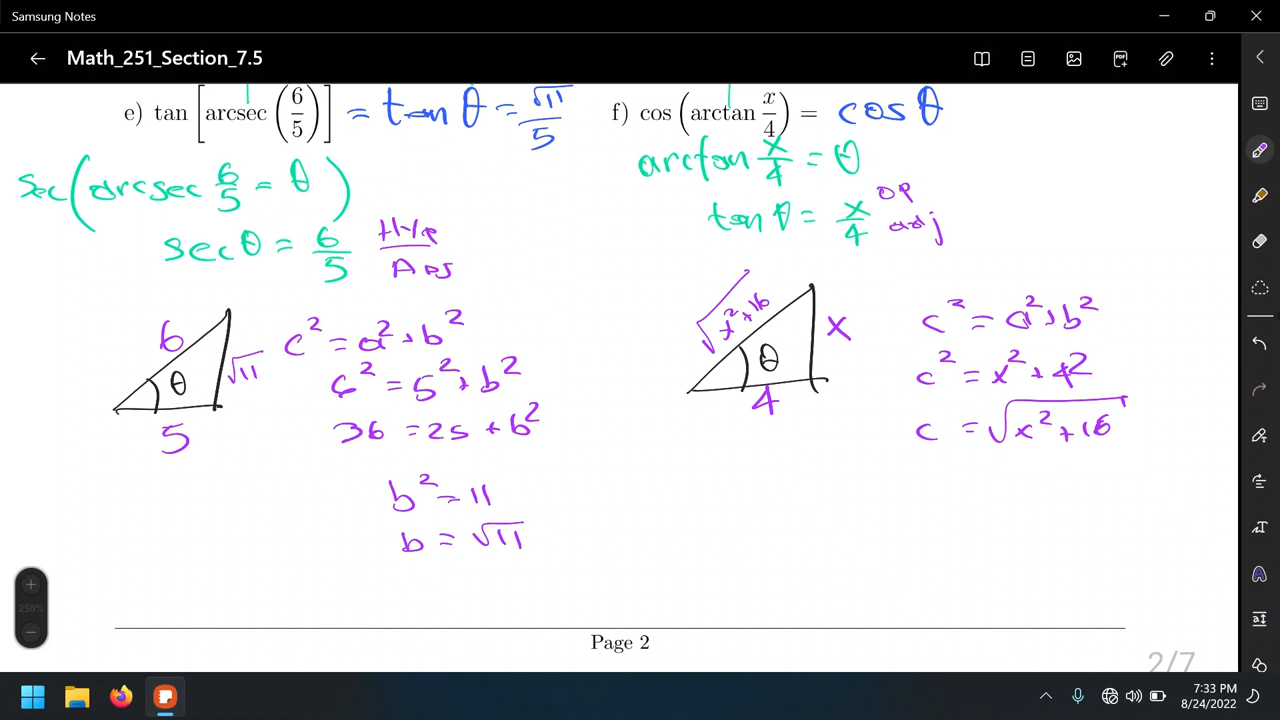 Samsung Notes
Math_251_Section_7.5
e) tan [arcsec (6/5)] = tan θ = √11/5
sec(arcsec 6/5 = θ)
sec θ = 6/5 Hyp/Ads
6
θ
√11
5
c² = a² + b²
6² = 5² + b²
36 = 25 + b²
b² = 11
b = √11
f) cos (arctan x/4) = cos θ
arctan x/4 = θ
tan θ = x/4 op/adj
√x²+16
θ
x
4
c² = a² + b²
c² = x² + 4²
c = √x²+16
258%
Page 2
2/7
7:33 PM
8/24/2022